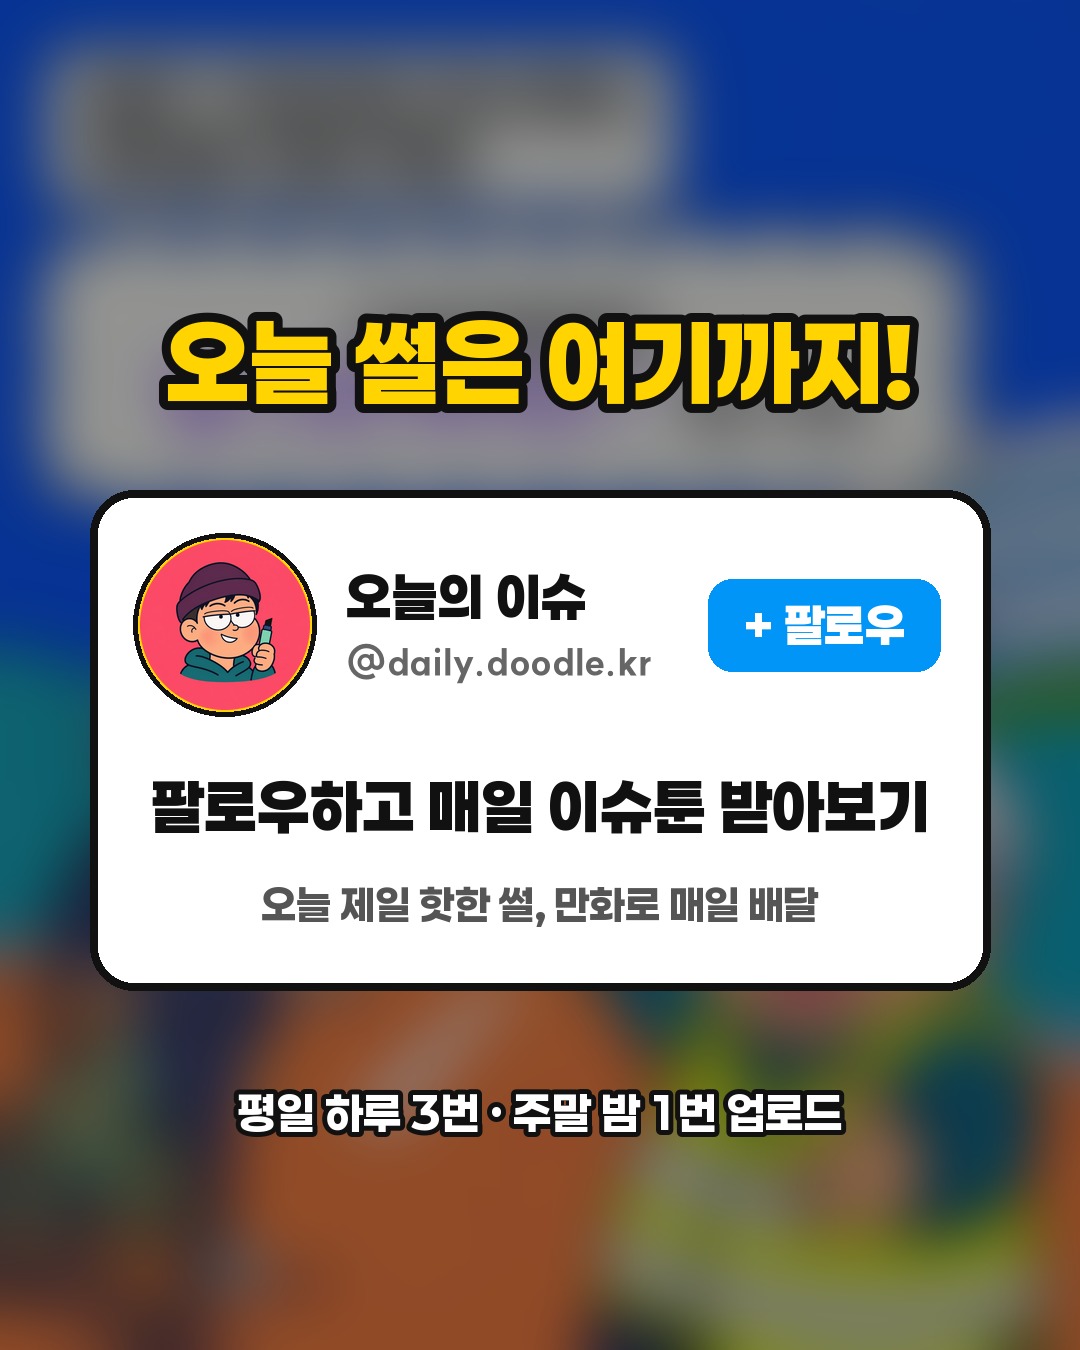 오늘 썰은 여기까지!
오늘의 이슈
@daily.doodle.kr
+ 팔로우
팔로우하고 매일 이슈툰 받아보기
오늘 제일 핫한 썰, 만화로 매일 배달
평일 하루 3번 · 주말 밤 1번 업로드